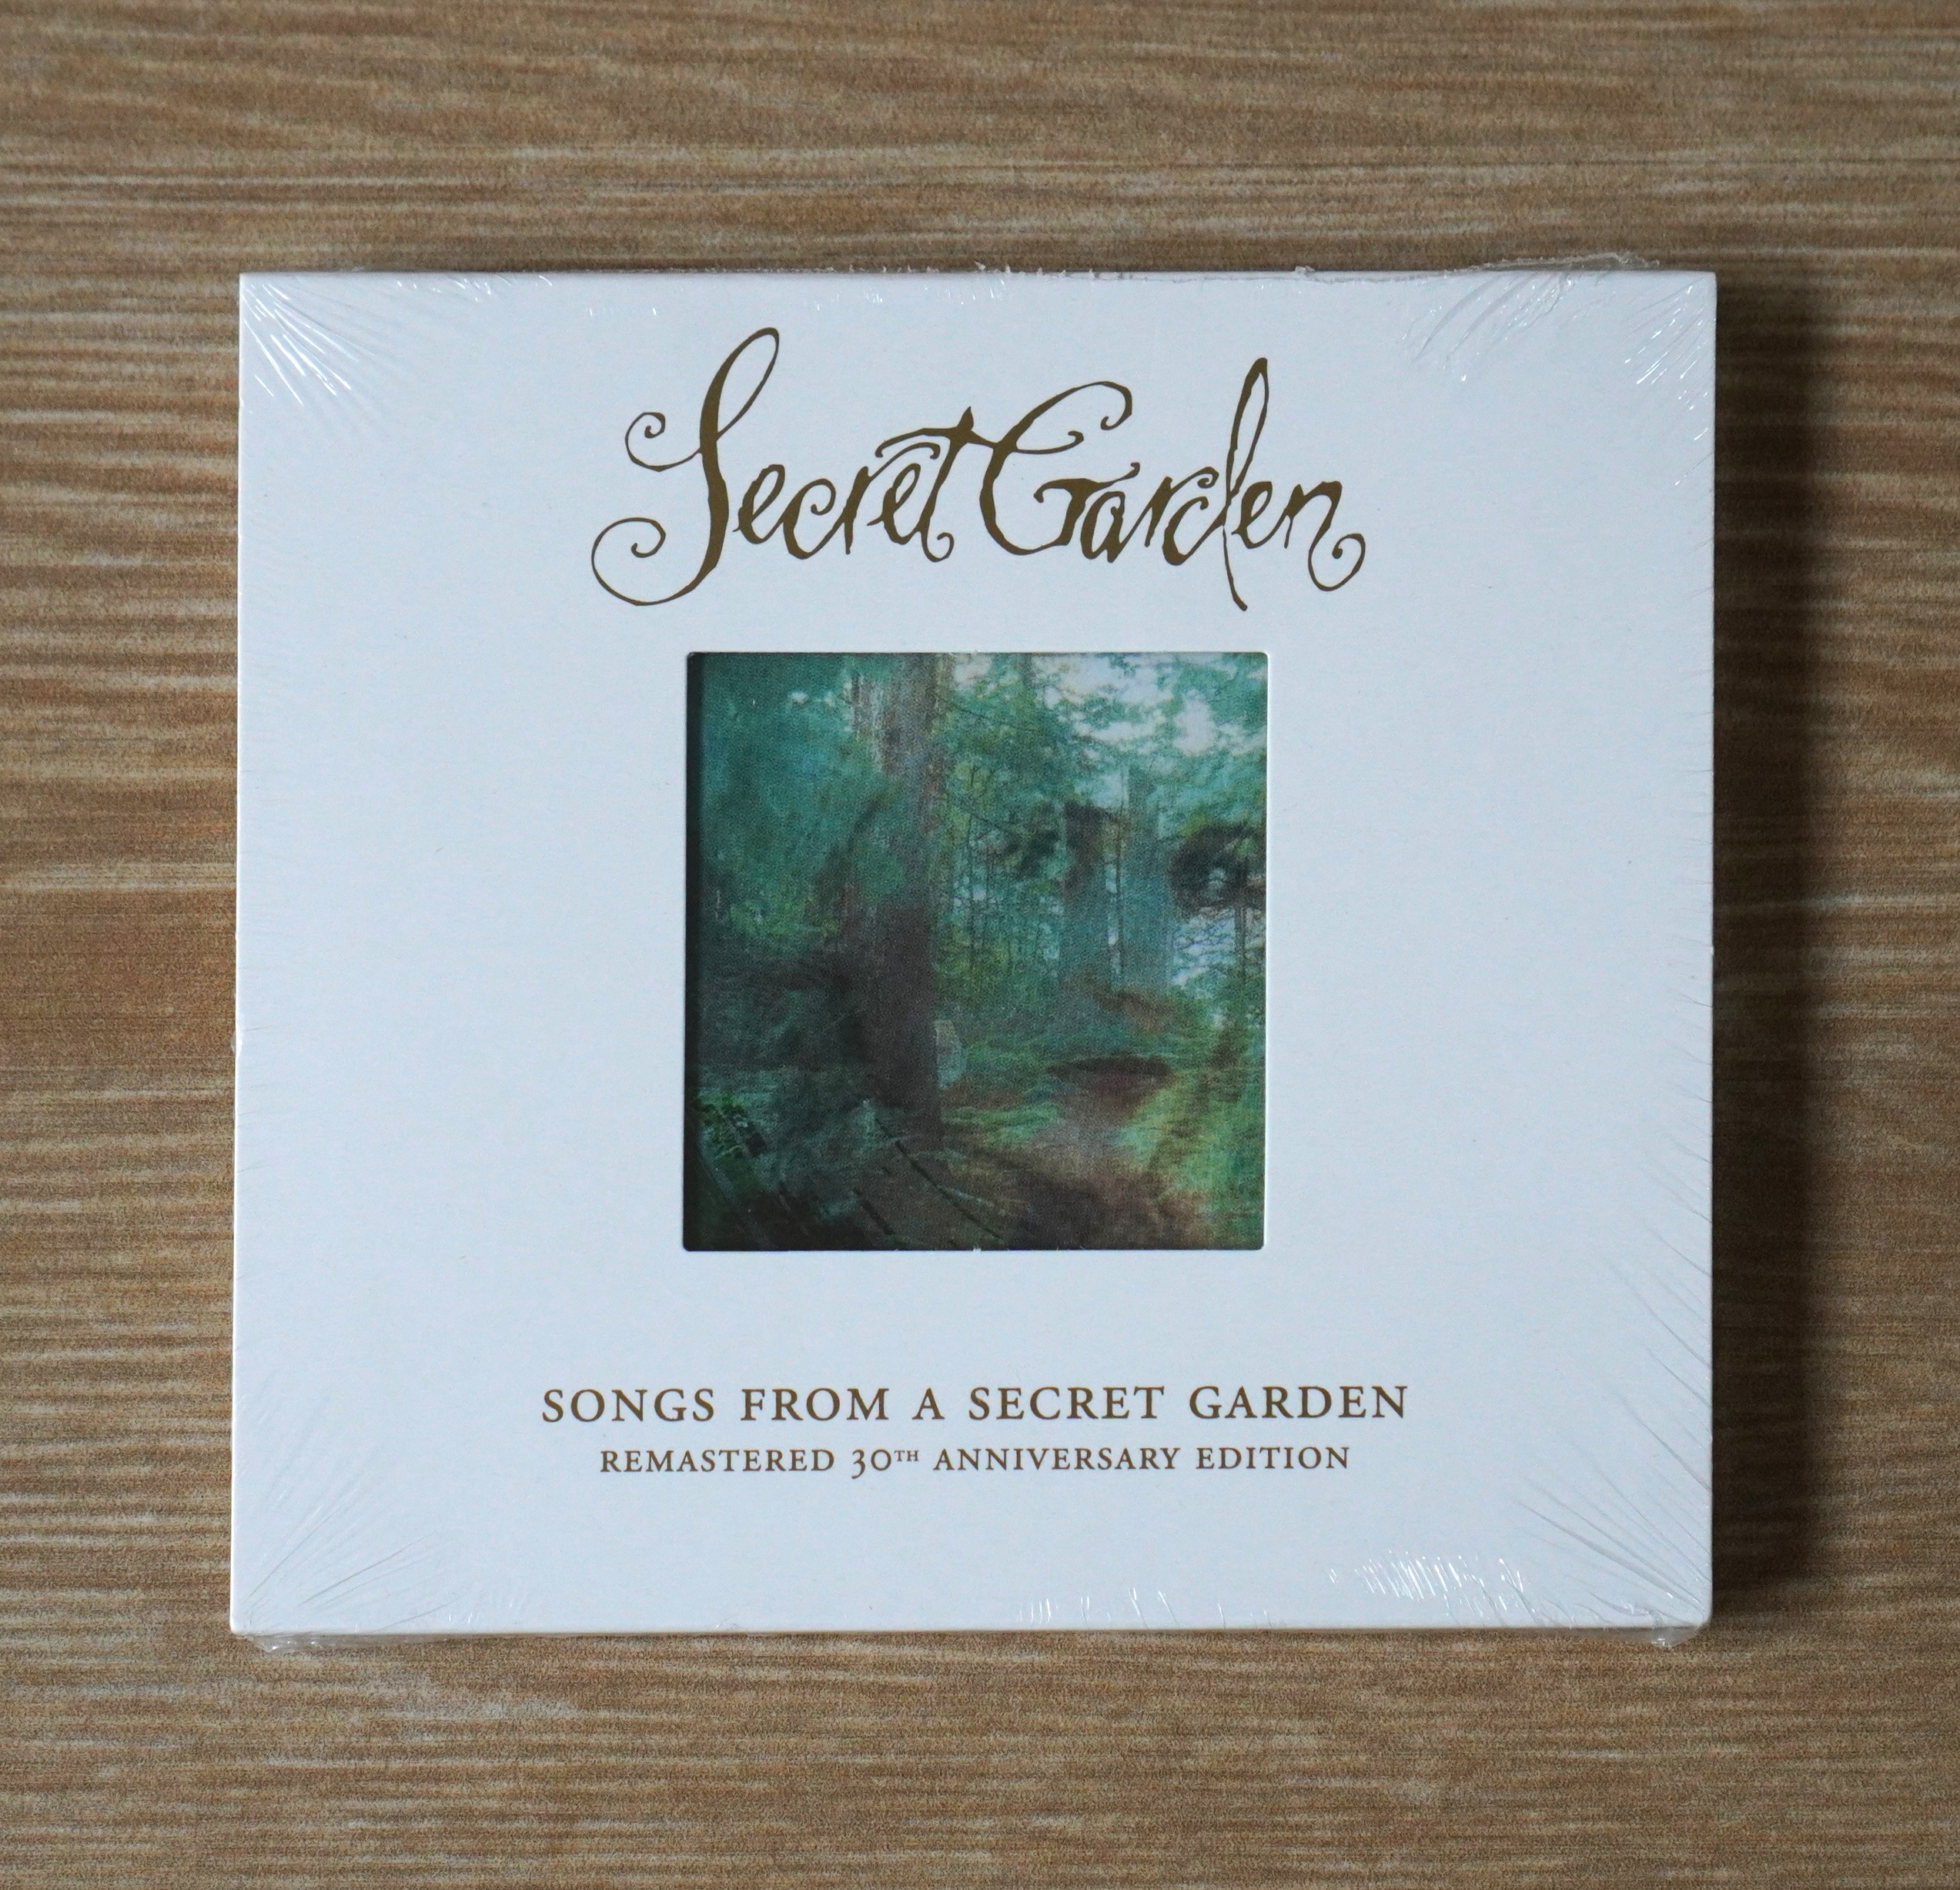 Secret Garden
SONGS FROM A SECRET GARDEN
REMASTERED 30TH ANNIVERSARY EDITION